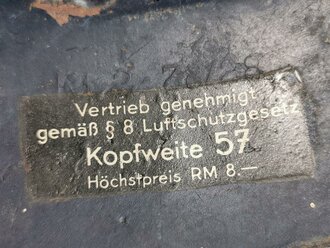 Vertrieb genehmigt
gemäß § 8 Luftschutzgesetz
Kopfweite 57
Höchstpreis RM 8.—